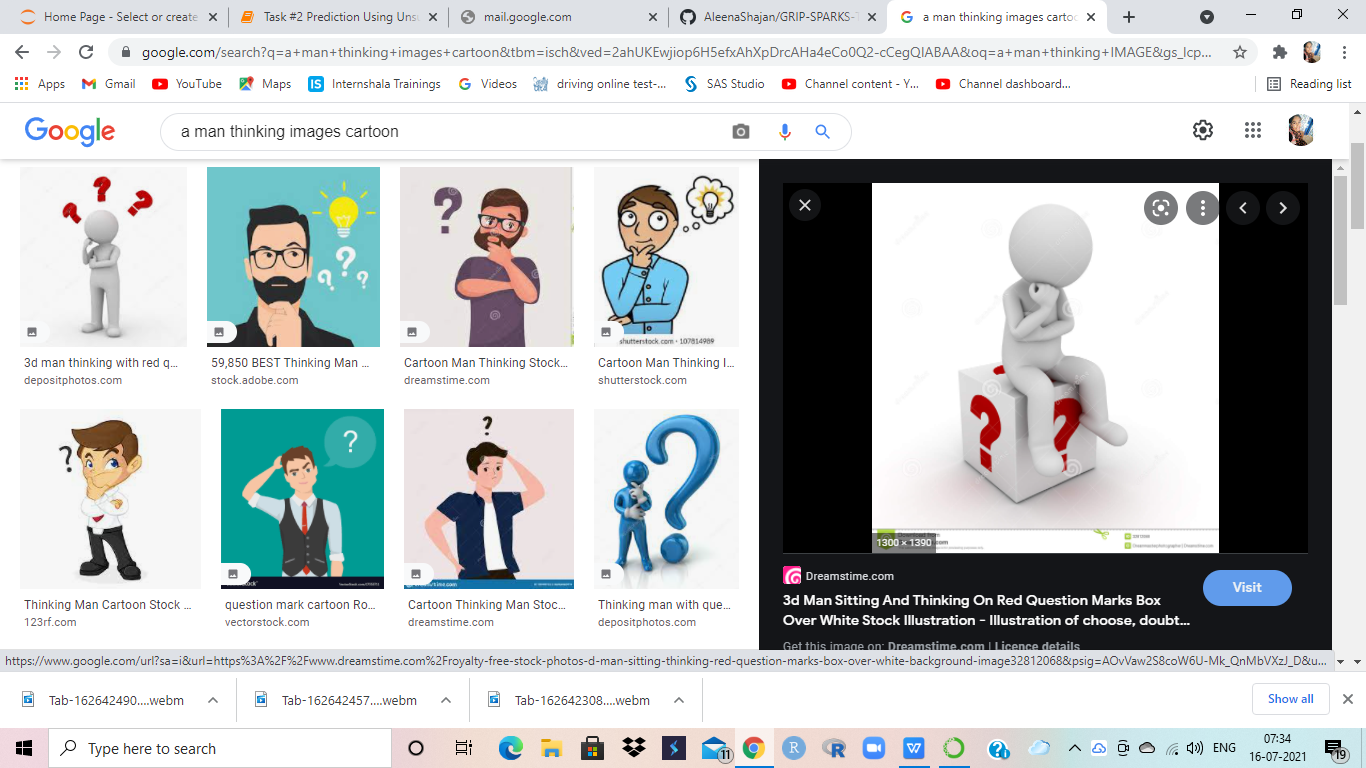 Home Page - Select or create
Task #2 Prediction Using Unsu
mail.google.com
AleenaShajan/GRIP-SPARKS-T
a man thinking images cartoo
google.com/search?q=a+man+thinking+images+cartoon&tbm=isch&ved=2ahUKEwjiop6H5efxAhXpDrcAHa4eCo0Q2-cCegQIABAA&oq=a+man+thinking+IMAGE&gs_lcp...
Apps
Gmail
YouTube
Maps
Internshala Trainings
Videos
driving online test-...
SAS Studio
Channel content - Y...
Channel dashboard...
Reading list
Google
a man thinking images cartoon
shutterstock.com • 107814989
3d man thinking with red q...
depositphotos.com
59,850 BEST Thinking Man ...
stock.adobe.com
Cartoon Man Thinking Stock...
dreamstime.com
Cartoon Man Thinking I...
shutterstock.com
Thinking Man Cartoon Stock ...
123rf.com
question mark cartoon Ro...
vectorstock.com
Cartoon Thinking Man Stoc...
dreamstime.com
Thinking man with que...
depositphotos.com
1300 × 1390
Dreamstime.com
Visit
3d Man Sitting And Thinking On Red Question Marks Box
Over White Stock Illustration - Illustration of choose, doubt...
Get this image on: Dreamstime.com | Licence details
https://www.google.com/url?sa=i&url=https%3A%2F%2Fwww.dreamstime.com%2Froyalty-free-stock-photos-d-man-sitting-thinking-red-question-marks-box-over-white-background-image32812068&psig=AOvVaw2S8coW6U-Mk_QnMbVXzJ_D&u...
Tab-162642490....webm
Tab-162642457....webm
Tab-162642308....webm
Show all
Type here to search
11
ENG
07:34
16-07-2021
19